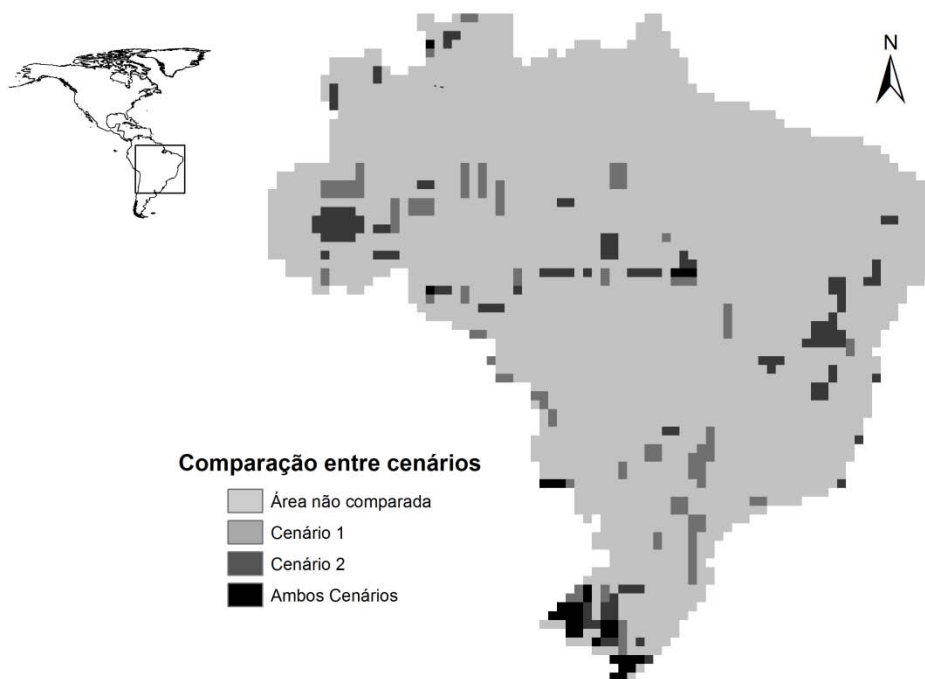 N
Comparação entre cenários
Área não comparada
Cenário 1
Cenário 2
Ambos Cenários